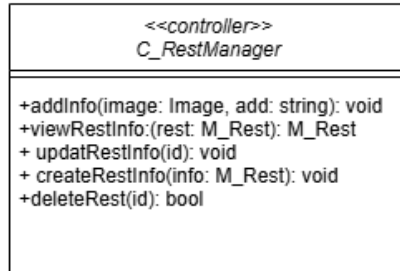 <<controller>>
C_RestManager
+addInfo(image: Image, add: string): void
+viewRestInfo:(rest: M_Rest): M_Rest
+ updatRestInfo(id): void
+ createRestInfo(info: M_Rest): void
+deleteRest(id): bool